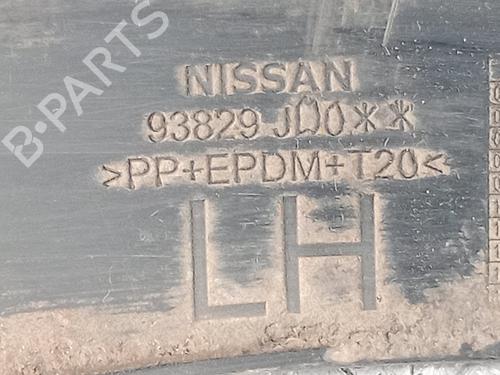 B-PARTS
NISSAN
93829 JD0**
>PP+EPDM+T20<
LH